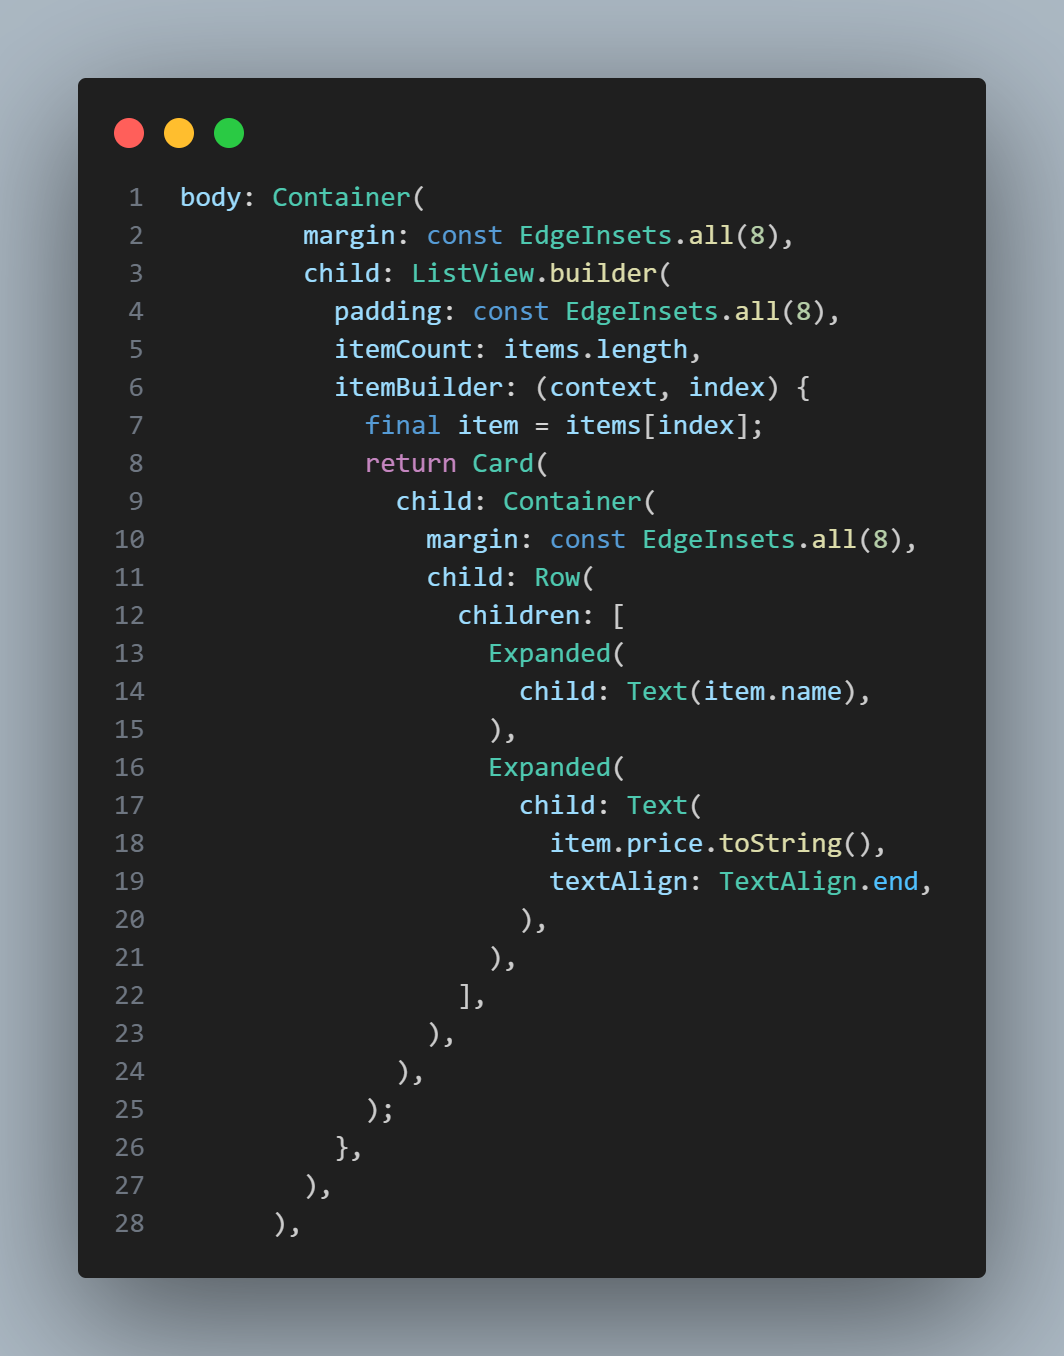 1 body: Container(
2         margin: const EdgeInsets.all(8),
3         child: ListView.builder(
4           padding: const EdgeInsets.all(8),
5           itemCount: items.length,
6           itemBuilder: (context, index) {
7             final item = items[index];
8             return Card(
9               child: Container(
10                 margin: const EdgeInsets.all(8),
11                 child: Row(
12                   children: [
13                     Expanded(
14                       child: Text(item.name),
15                     ),
16                     Expanded(
17                       child: Text(
18                         item.price.toString(),
19                         textAlign: TextAlign.end,
20                       ),
21                     ),
22                   ],
23                 ),
24               ),
25             );
26           },
27         ),
28       ),